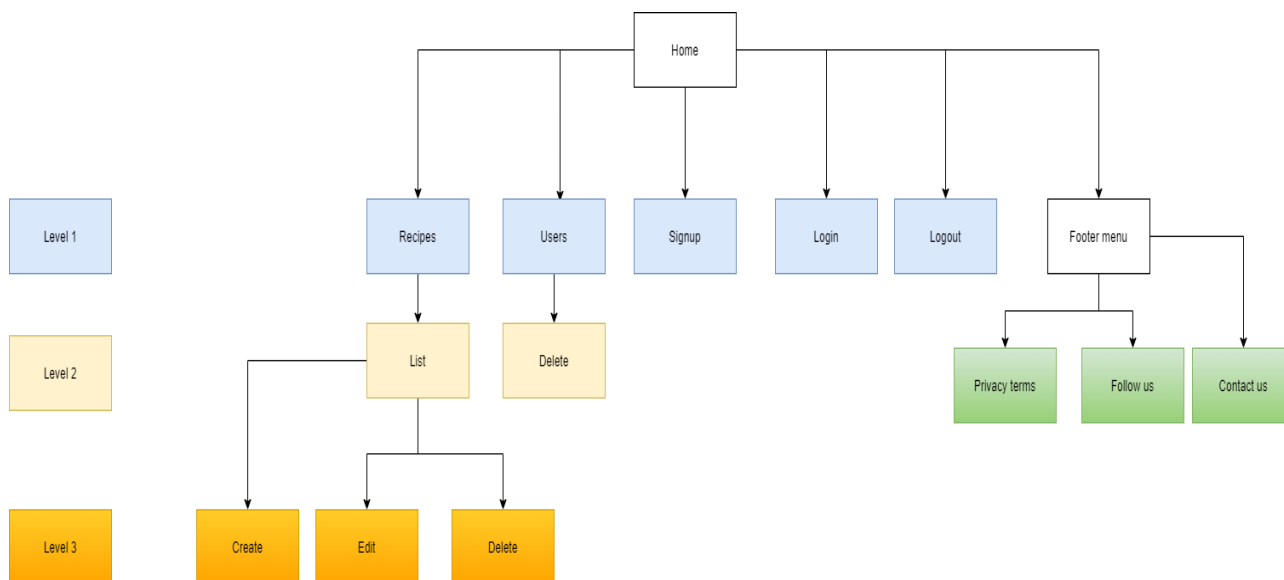 Home
Level 1
Recipes
Users
Signup
Login
Logout
Footer menu
Level 2
List
Delete
Privacy terms
Follow us
Contact us
Level 3
Create
Edit
Delete